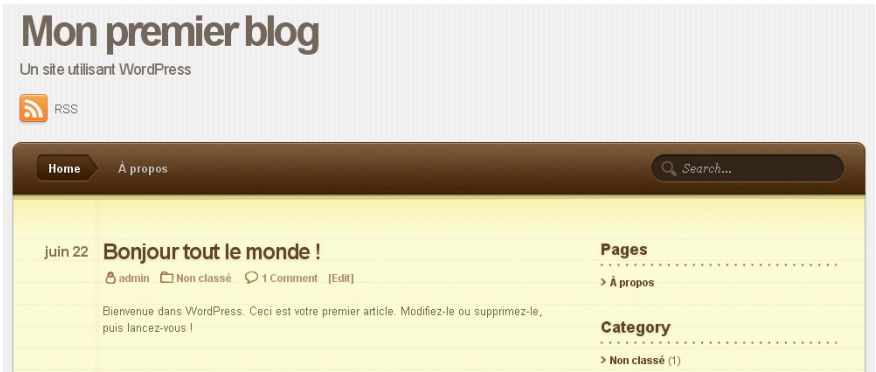 Mon premier blog
Un site utilisant WordPress
RSS
Home À propos Search...
juin 22 Bonjour tout le monde !
admin Non classé 1 Comment [Edit]
Bienvenue dans WordPress. Ceci est votre premier article. Modifiez-le ou supprimez-le,
puis lancez-vous !
Pages
À propos
Category
Non classé (1)